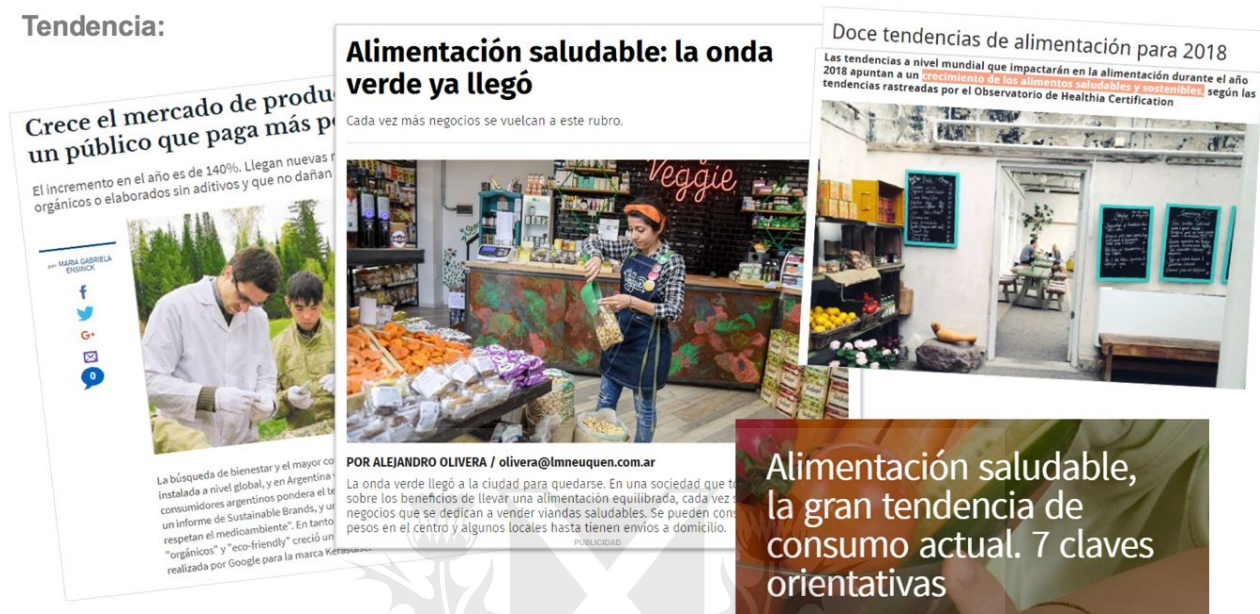 Tendencia:
Crece el mercado de produ
un público que paga más p
El incremento en el año es de 140%. Llegan nuevas
orgánicos o elaborados sin aditivos y que no dañan
por MARIA GABRIELA
ENSINCK
0
La búsqueda de bienestar y el mayor co
instalada a nivel global, y en Argentina
consumidores argentinos pondera el te
un informe de Sustainable Brands, y un
respetan el medioambiente". En tanto
"orgánicos" y "eco-friendly" creció un
realizada por Google para la marca Kerastase.
Alimentación saludable: la onda
verde ya llegó
Cada vez más negocios se vuelcan a este rubro.
Veggie
POR ALEJANDRO OLIVERA / olivera@lmneuquen.com.ar
La onda verde llegó a la ciudad para quedarse. En una sociedad que to
sobre los beneficios de llevar una alimentación equilibrada, cada vez s
negocios que se dedican a vender viandas saludables. Se pueden cons
pesos en el centro y algunos locales hasta tienen envíos a domicilio.
PUBLICIDAD
Doce tendencias de alimentación para 2018
Las tendencias a nivel mundial que impactarán en la alimentación durante el año
2018 apuntan a un crecimiento de los alimentos saludables y sostenibles, según las
tendencias rastreadas por el Observatorio de Healthia Certification
Alimentación saludable,
la gran tendencia de
consumo actual. 7 claves
orientativas